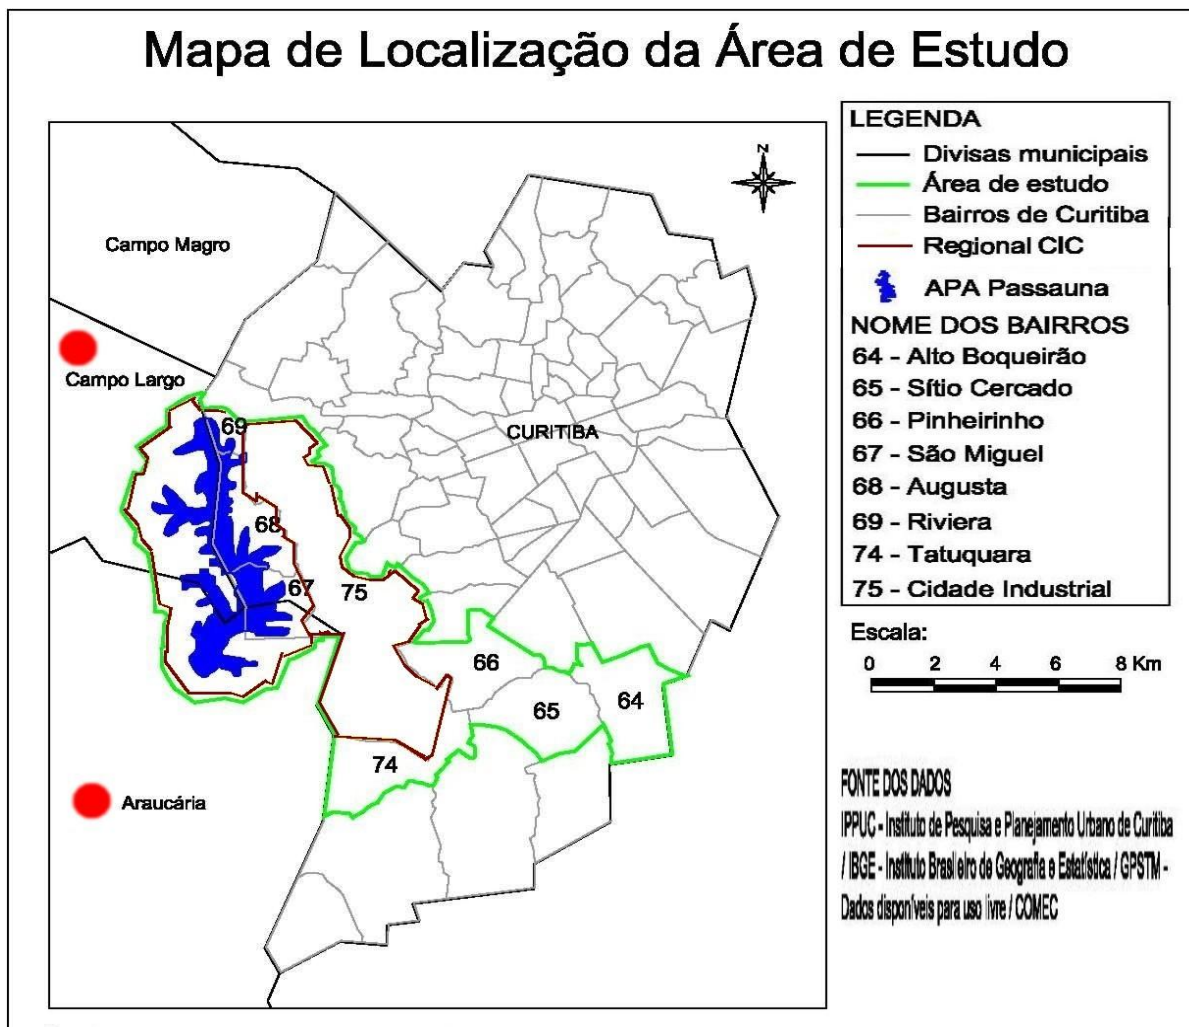 Mapa de Localização da Área de Estudo
N
Campo Magro
Campo Largo
CURITIBA
69
68
67
75
66
65
64
74
Araucária
LEGENDA
Divisas municipais
Área de estudo
Bairros de Curitiba
Regional CIC
APA Passauna
NOME DOS BAIRROS
64 - Alto Boqueirão
65 - Sítio Cercado
66 - Pinheirinho
67 - São Miguel
68 - Augusta
69 - Riviera
74 - Tatuquara
75 - Cidade Industrial
Escala:
0 2 4 6 8 Km
FONTE DOS DADOS
IPPUC - Instituto de Pesquisa e Planejamento Urbano de Curitiba
/ IBGE - Instituto Brasileiro de Geografia e Estatística / GPSTM -
Dados disponíveis para uso livre / COMEC